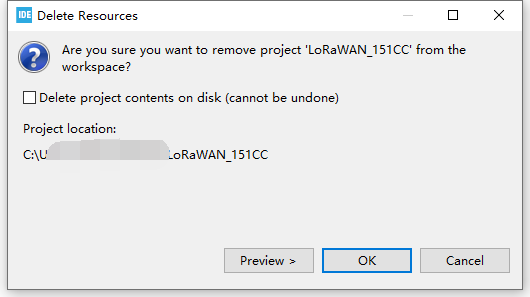 IDE Delete Resources
Are you sure you want to remove project 'LoRaWAN_151CC' from the
workspace?
Delete project contents on disk (cannot be undone)
Project location:
C:\U LoRaWAN_151CC
Preview > OK Cancel